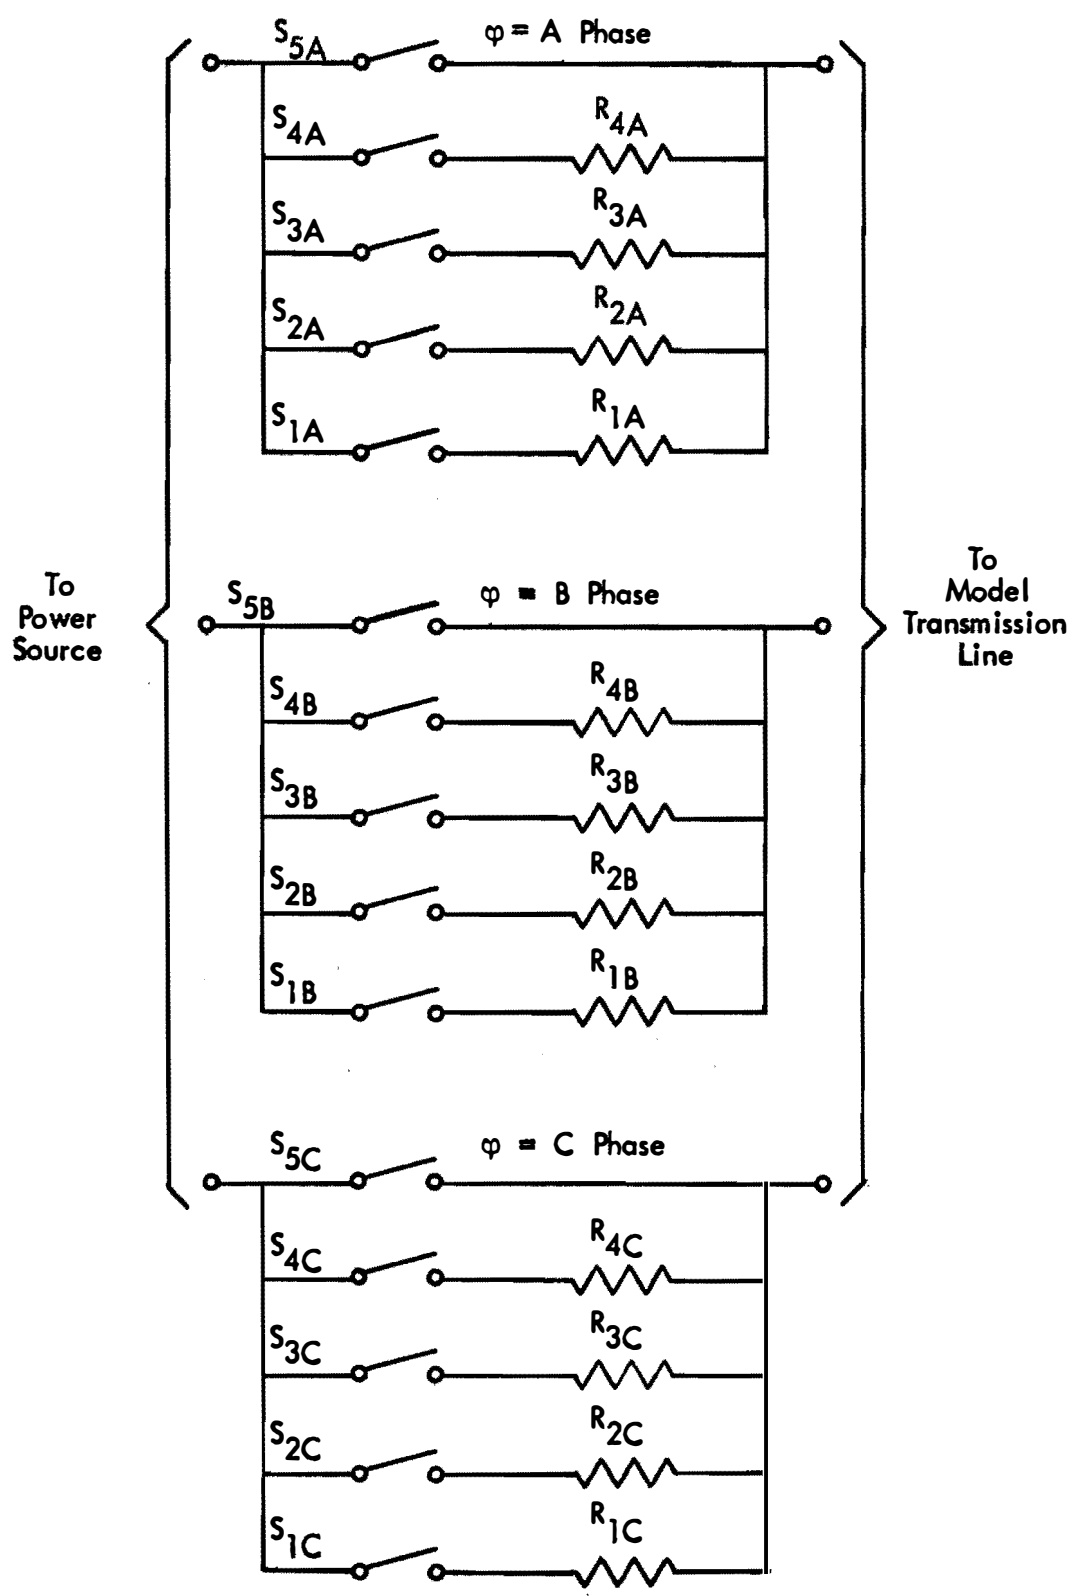 S5A φ = A Phase
S4A R4A
S3A R3A
S2A R2A
S1A R1A
To
Power
Source
To
Model
Transmission
Line
S5B φ = B Phase
S4B R4B
S3B R3B
S2B R2B
S1B R1B
S5C φ = C Phase
S4C R4C
S3C R3C
S2C R2C
S1C R1C